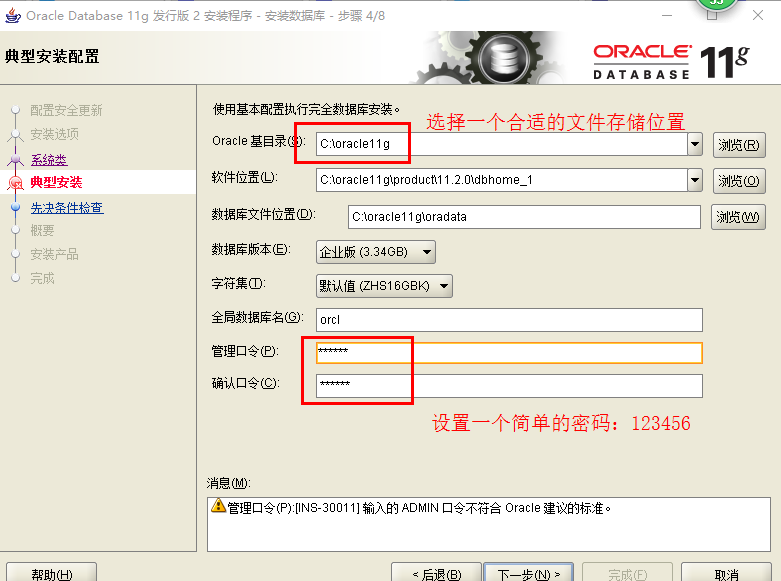 Oracle Database 11g 发行版 2 安装程序 - 安装数据库 - 步骤 4/8
典型安装配置
ORACLE
DATABASE 11g
配置安全更新
安装选项
系统类
典型安装
先决条件检查
概要
安装产品
完成
使用基本配置执行完全数据库安装。
选择一个合适的文件存储位置
Oracle 基目录(S): C:\oracle11g 浏览(R)
软件位置(L): C:\oracle11g\product\11.2.0\dbhome_1 浏览(O)
数据库文件位置(D): C:\oracle11g\oradata 浏览(W)
数据库版本(E): 企业版 (3.34GB)
字符集(T): 默认值 (ZHS16GBK)
全局数据库名(G): orcl
管理口令(P): ******
确认口令(C): ******
设置一个简单的密码：123456
消息(M):
管理口令(P):[INS-30011] 输入的 ADMIN 口令不符合 Oracle 建议的标准。
帮助(H) < 后退(B) 下一步(N) > 完成(F) 取消